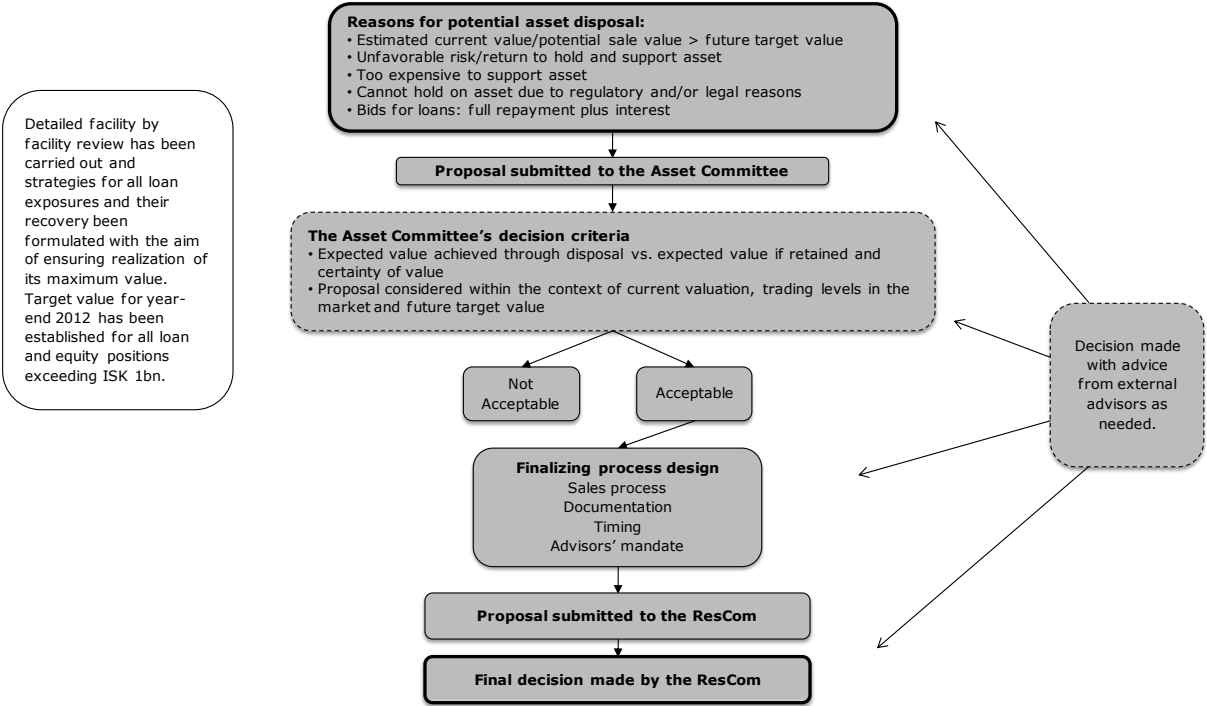 Reasons for potential asset disposal:
• Estimated current value/potential sale value > future target value
• Unfavorable risk/return to hold and support asset
• Too expensive to support asset
• Cannot hold on asset due to regulatory and/or legal reasons
• Bids for loans: full repayment plus interest
Detailed facility by
facility review has been
carried out and
strategies for all loan
exposures and their
recovery been
formulated with the aim
of ensuring realization of
its maximum value.
Target value for year-
end 2012 has been
established for all loan
and equity positions
exceeding ISK 1bn.
Proposal submitted to the Asset Committee
The Asset Committee’s decision criteria
• Expected value achieved through disposal vs. expected value if retained and
certainty of value
• Proposal considered within the context of current valuation, trading levels in the
market and future target value
Not
Acceptable
Acceptable
Decision made
with advice
from external
advisors as
needed.
Finalizing process design
Sales process
Documentation
Timing
Advisors’ mandate
Proposal submitted to the ResCom
Final decision made by the ResCom